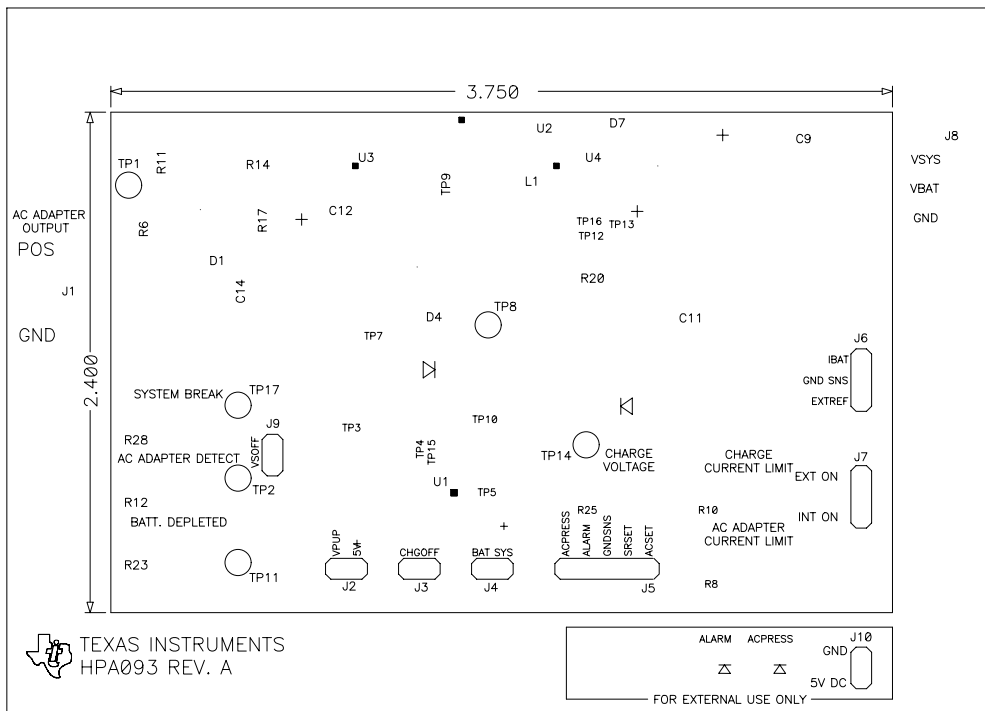 3.750
U2
D7
C9
J8
TP1
R11
R14
U3
U4
VSYS
TP9
L1
VBAT
AC ADAPTER
OUTPUT
R6
R17
C12
TP16
TP13
TP12
GND
POS
D1
C14
R20
J1
TP8
D4
C11
GND
TP7
J6
IBAT
GND SNS
EXTREF
2.400
SYSTEM BREAK
TP17
J9
VSOFF
TP3
TP10
R28
AC ADAPTER DETECT
TP4
TP15
TP14
CHARGE
VOLTAGE
CHARGE
CURRENT LIMIT
J7
EXT ON
TP2
U1
TP5
R12
BATT. DEPLETED
R25
R10
INT ON
AC ADAPTER
CURRENT LIMIT
VPUP
CHGOFF
BAT SYS
ACPRESS
ALARM
GNDSNS
SRSET
ACSET
R23
TP11
J2
J3
J4
J5
R8
TEXAS INSTRUMENTS
HPA093 REV. A
ALARM
ACPRESS
J10
GND
5V DC
FOR EXTERNAL USE ONLY